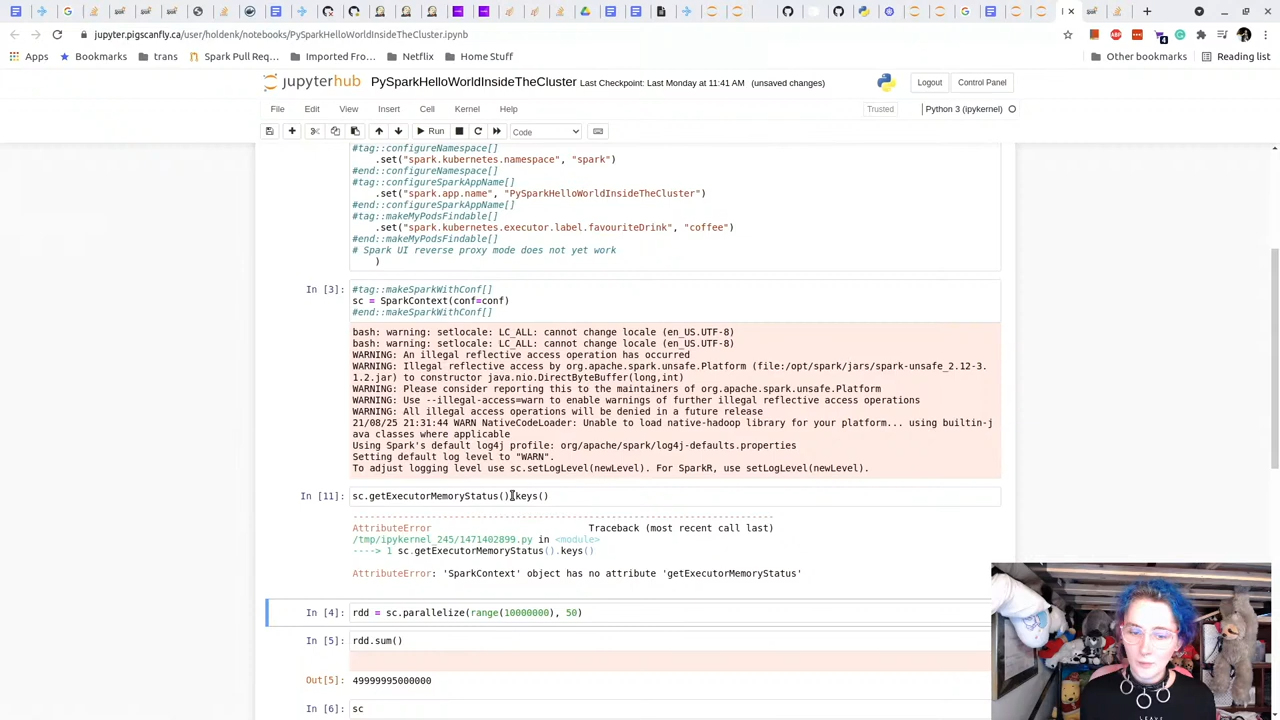 jupyter.pigscanfly.ca/user/holdenk/notebooks/PySparkHelloWorldInsideTheCluster.ipynb
Apps Bookmarks trans Spark Pull Req... Imported Fro... Netflix Home Stuff Other bookmarks Reading list
jupyterhub PySparkHelloWorldInsideTheCluster Last Checkpoint: Last Monday at 11:41 AM (unsaved changes) Logout Control Panel
File Edit View Insert Cell Kernel Help Trusted Python 3 (ipykernel)
Run Code
#tag::configureNamespace[]
.set("spark.kubernetes.namespace", "spark")
#end::configureNamespace[]
#tag::configureSparkAppName[]
.set("spark.app.name", "PySparkHelloWorldInsideTheCluster")
#end::configureSparkAppName[]
#tag::makeMyPodsFindable[]
.set("spark.kubernetes.executor.label.favouriteDrink", "coffee")
#end::makeMyPodsFindable[]
# Spark UI reverse proxy mode does not yet work
)
In [3]: #tag::makeSparkWithConf[]
sc = SparkContext(conf=conf)
#end::makeSparkWithConf[]
bash: warning: setlocale: LC_ALL: cannot change locale (en_US.UTF-8)
bash: warning: setlocale: LC_ALL: cannot change locale (en_US.UTF-8)
WARNING: An illegal reflective access operation has occurred
WARNING: Illegal reflective access by org.apache.spark.unsafe.Platform (file:/opt/spark/jars/spark-unsafe_2.12-3.
1.2.jar) to constructor java.nio.DirectByteBuffer(long,int)
WARNING: Please consider reporting this to the maintainers of org.apache.spark.unsafe.Platform
WARNING: Use --illegal-access=warn to enable warnings of further illegal reflective access operations
WARNING: All illegal access operations will be denied in a future release
21/08/25 21:31:44 WARN NativeCodeLoader: Unable to load native-hadoop library for your platform... using builtin-j
ava classes where applicable
Using Spark's default log4j profile: org/apache/spark/log4j-defaults.properties
Setting default log level to "WARN".
To adjust logging level use sc.setLogLevel(newLevel). For SparkR, use setLogLevel(newLevel).
In [11]: sc.getExecutorMemoryStatus().keys()
---------------------------------------------------------------------------
AttributeError Traceback (most recent call last)
/tmp/ipykernel_245/1471402899.py in <module>
----> 1 sc.getExecutorMemoryStatus().keys()
AttributeError: 'SparkContext' object has no attribute 'getExecutorMemoryStatus'
In [4]: rdd = sc.parallelize(range(10000000), 50)
In [5]: rdd.sum()
Out[5]: 49999995000000
In [6]: sc